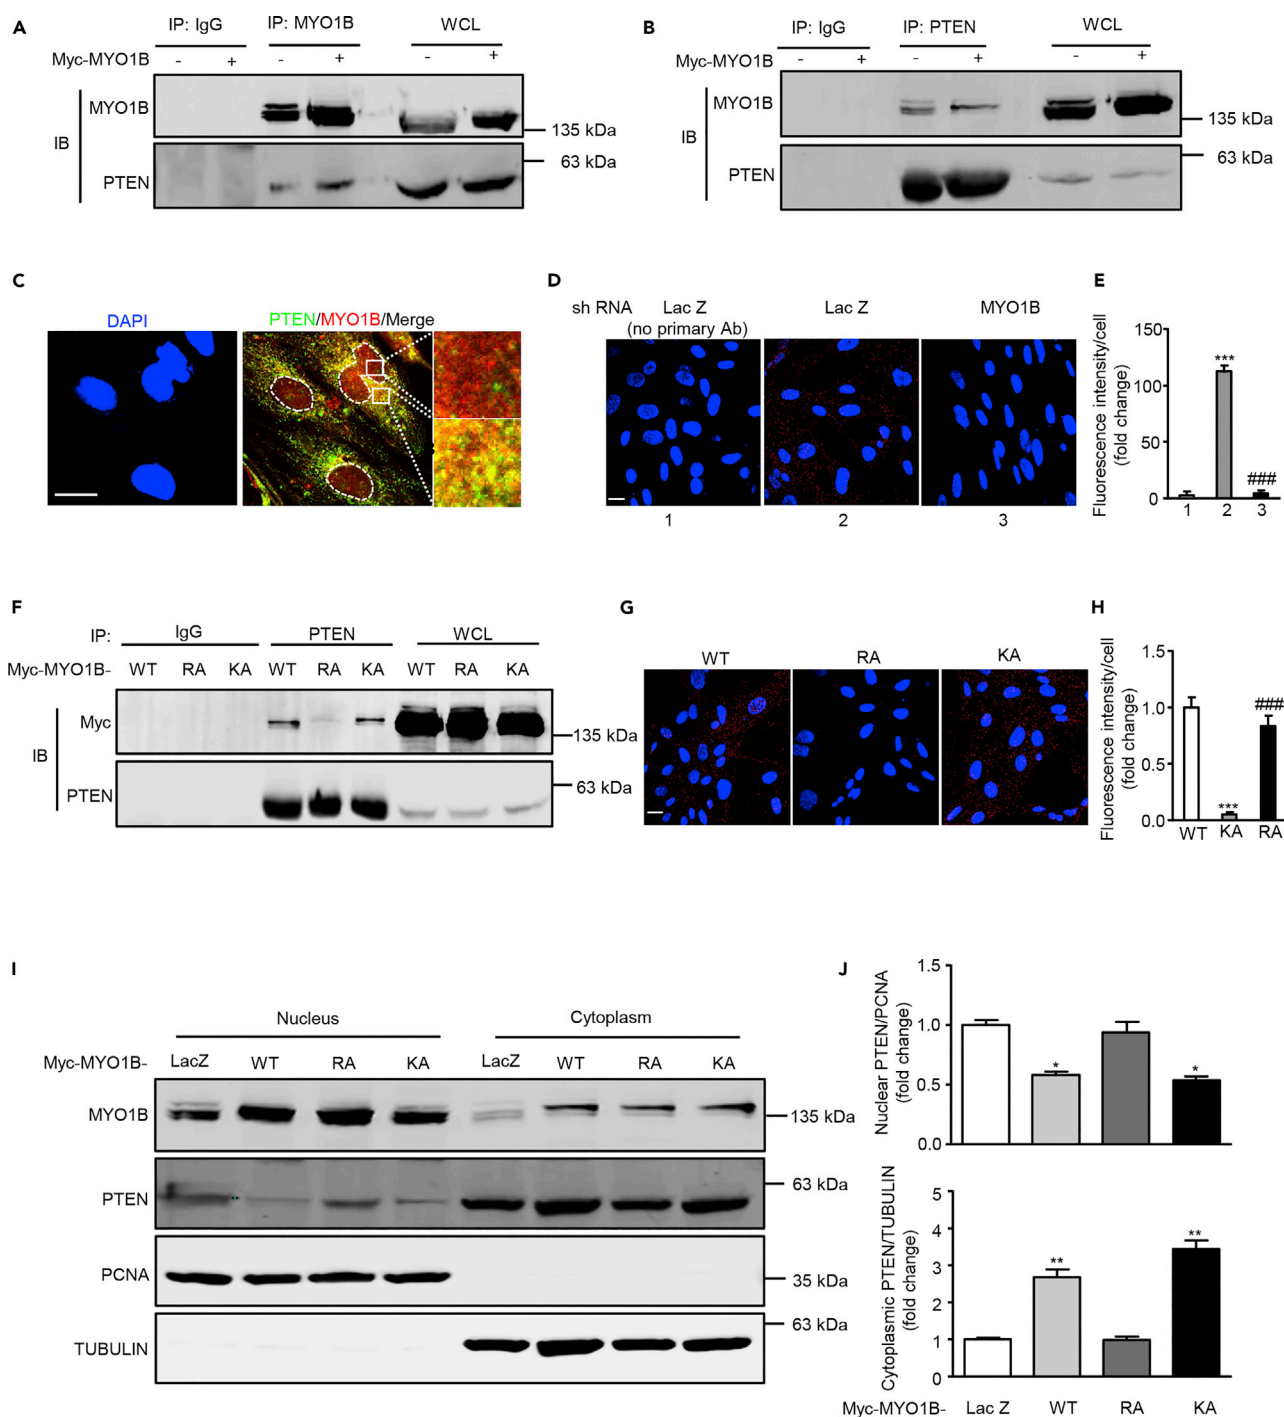 A
IP: IgG IP: MYO1B WCL
Myc-MYO1B - + - + - +
MYO1B
135 kDa
IB
63 kDa
PTEN
B
IP: IgG IP: PTEN WCL
Myc-MYO1B - + - + - +
MYO1B
135 kDa
IB
63 kDa
PTEN
C
DAPI PTEN/MYO1B/Merge
D
sh RNA Lac Z Lac Z MYO1B
(no primary Ab)
1 2 3
E
Fluorescence intensity/cell
(fold change)
150
100
50
0
***
###
1 2 3
F
IP: IgG PTEN WCL
Myc-MYO1B- WT RA KA WT RA KA WT RA KA
Myc
135 kDa
IB
63 kDa
PTEN
G
WT RA KA
H
Fluorescence intensity/cell
(fold change)
1.5
1.0
0.5
0.0
***
###
WT KA RA
I
Nucleus Cytoplasm
Myc-MYO1B- LacZ WT RA KA LacZ WT RA KA
MYO1B
135 kDa
63 kDa
PTEN
PCNA
35 kDa
63 kDa
TUBULIN
J
Nuclear PTEN/PCNA
(fold change)
1.5
1.0
0.5
0.0
*
*
Cytoplasmic PTEN/TUBULIN
(fold change)
5
4
3
2
1
0
**
**
Myc-MYO1B- Lac Z WT RA KA